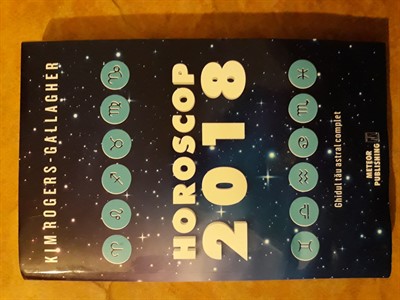 KIM ROGERS-GALLAGHER
HOROSCOP
2018
Ghidul tău astral complet
METEOR
PUBLISHING